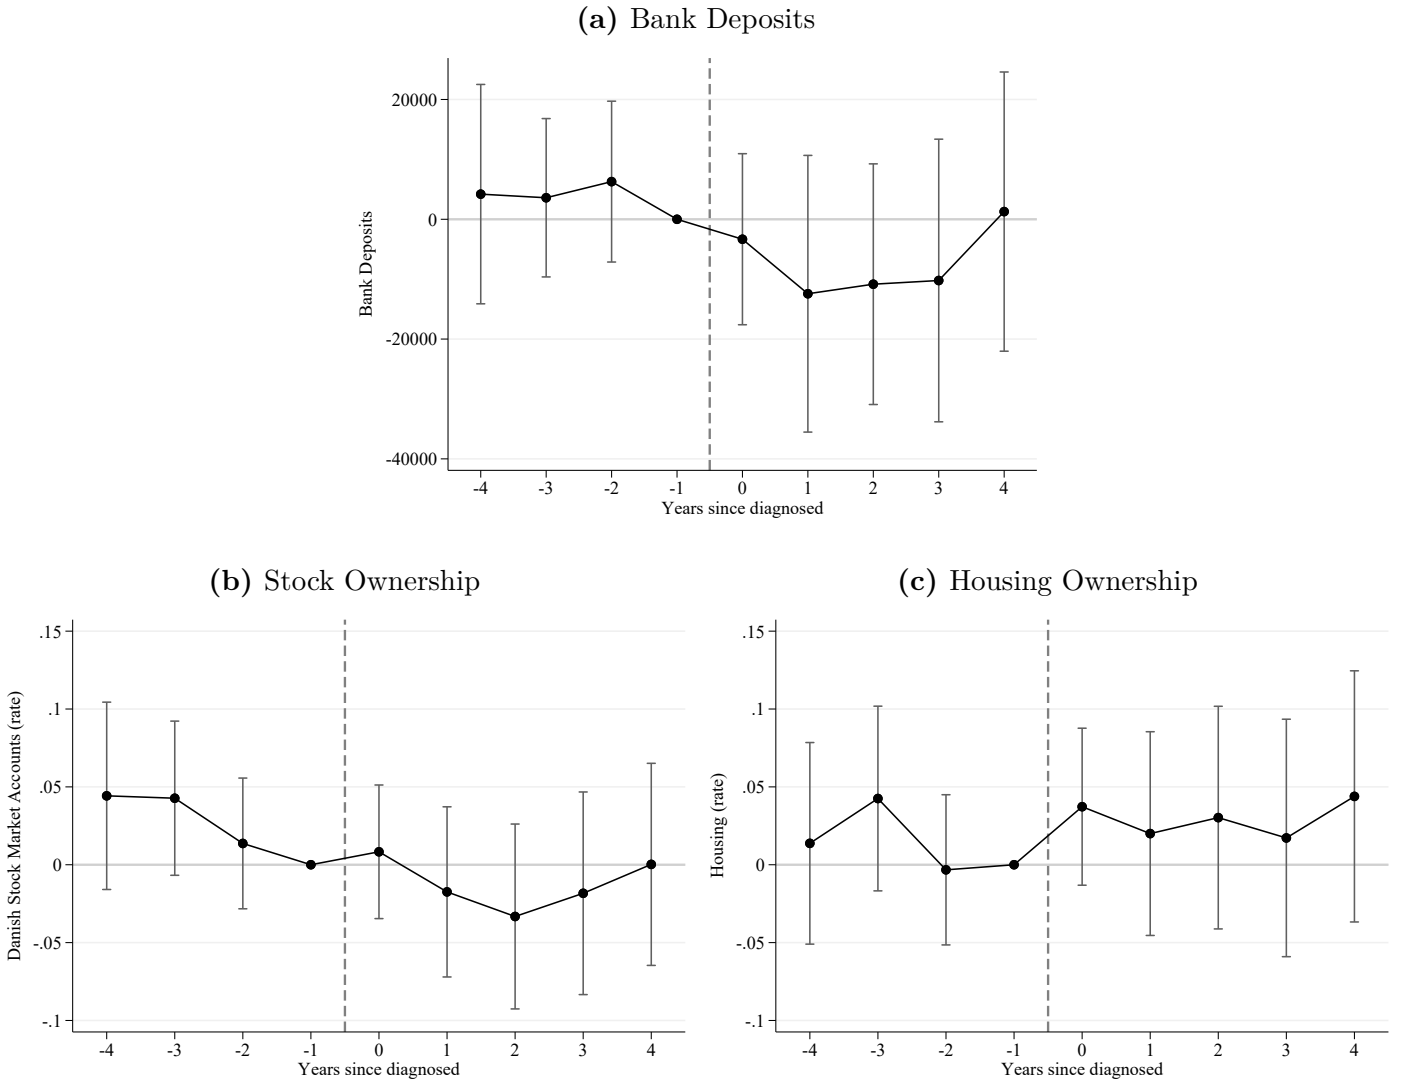 (a) Bank Deposits
20000
0
-20000
-40000
Bank Deposits
-4 -3 -2 -1 0 1 2 3 4
Years since diagnosed
(b) Stock Ownership
.15
.1
.05
0
-.05
-.1
Danish Stock Market Accounts (rate)
-4 -3 -2 -1 0 1 2 3 4
Years since diagnosed
(c) Housing Ownership
.15
.1
.05
0
-.05
-.1
Housing (rate)
-4 -3 -2 -1 0 1 2 3 4
Years since diagnosed